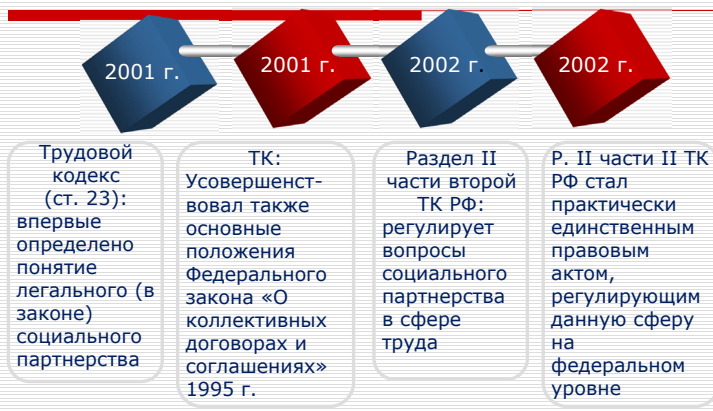 2001 г.
2001 г.
2002 г.
2002 г.
Трудовой
кодекс
(ст. 23):
впервые
определено
понятие
легального (в
законе)
социального
партнерства
ТК:
Усовершенст-
вовал также
основные
положения
Федерального
закона «О
коллективных
договорах и
соглашениях»
1995 г.
Раздел II
части второй
ТК РФ:
регулирует
вопросы
социального
партнерства
в сфере
труда
Р. II части II ТК
РФ стал
практически
единственным
правовым
актом,
регулирующим
данную сферу
на
федеральном
уровне